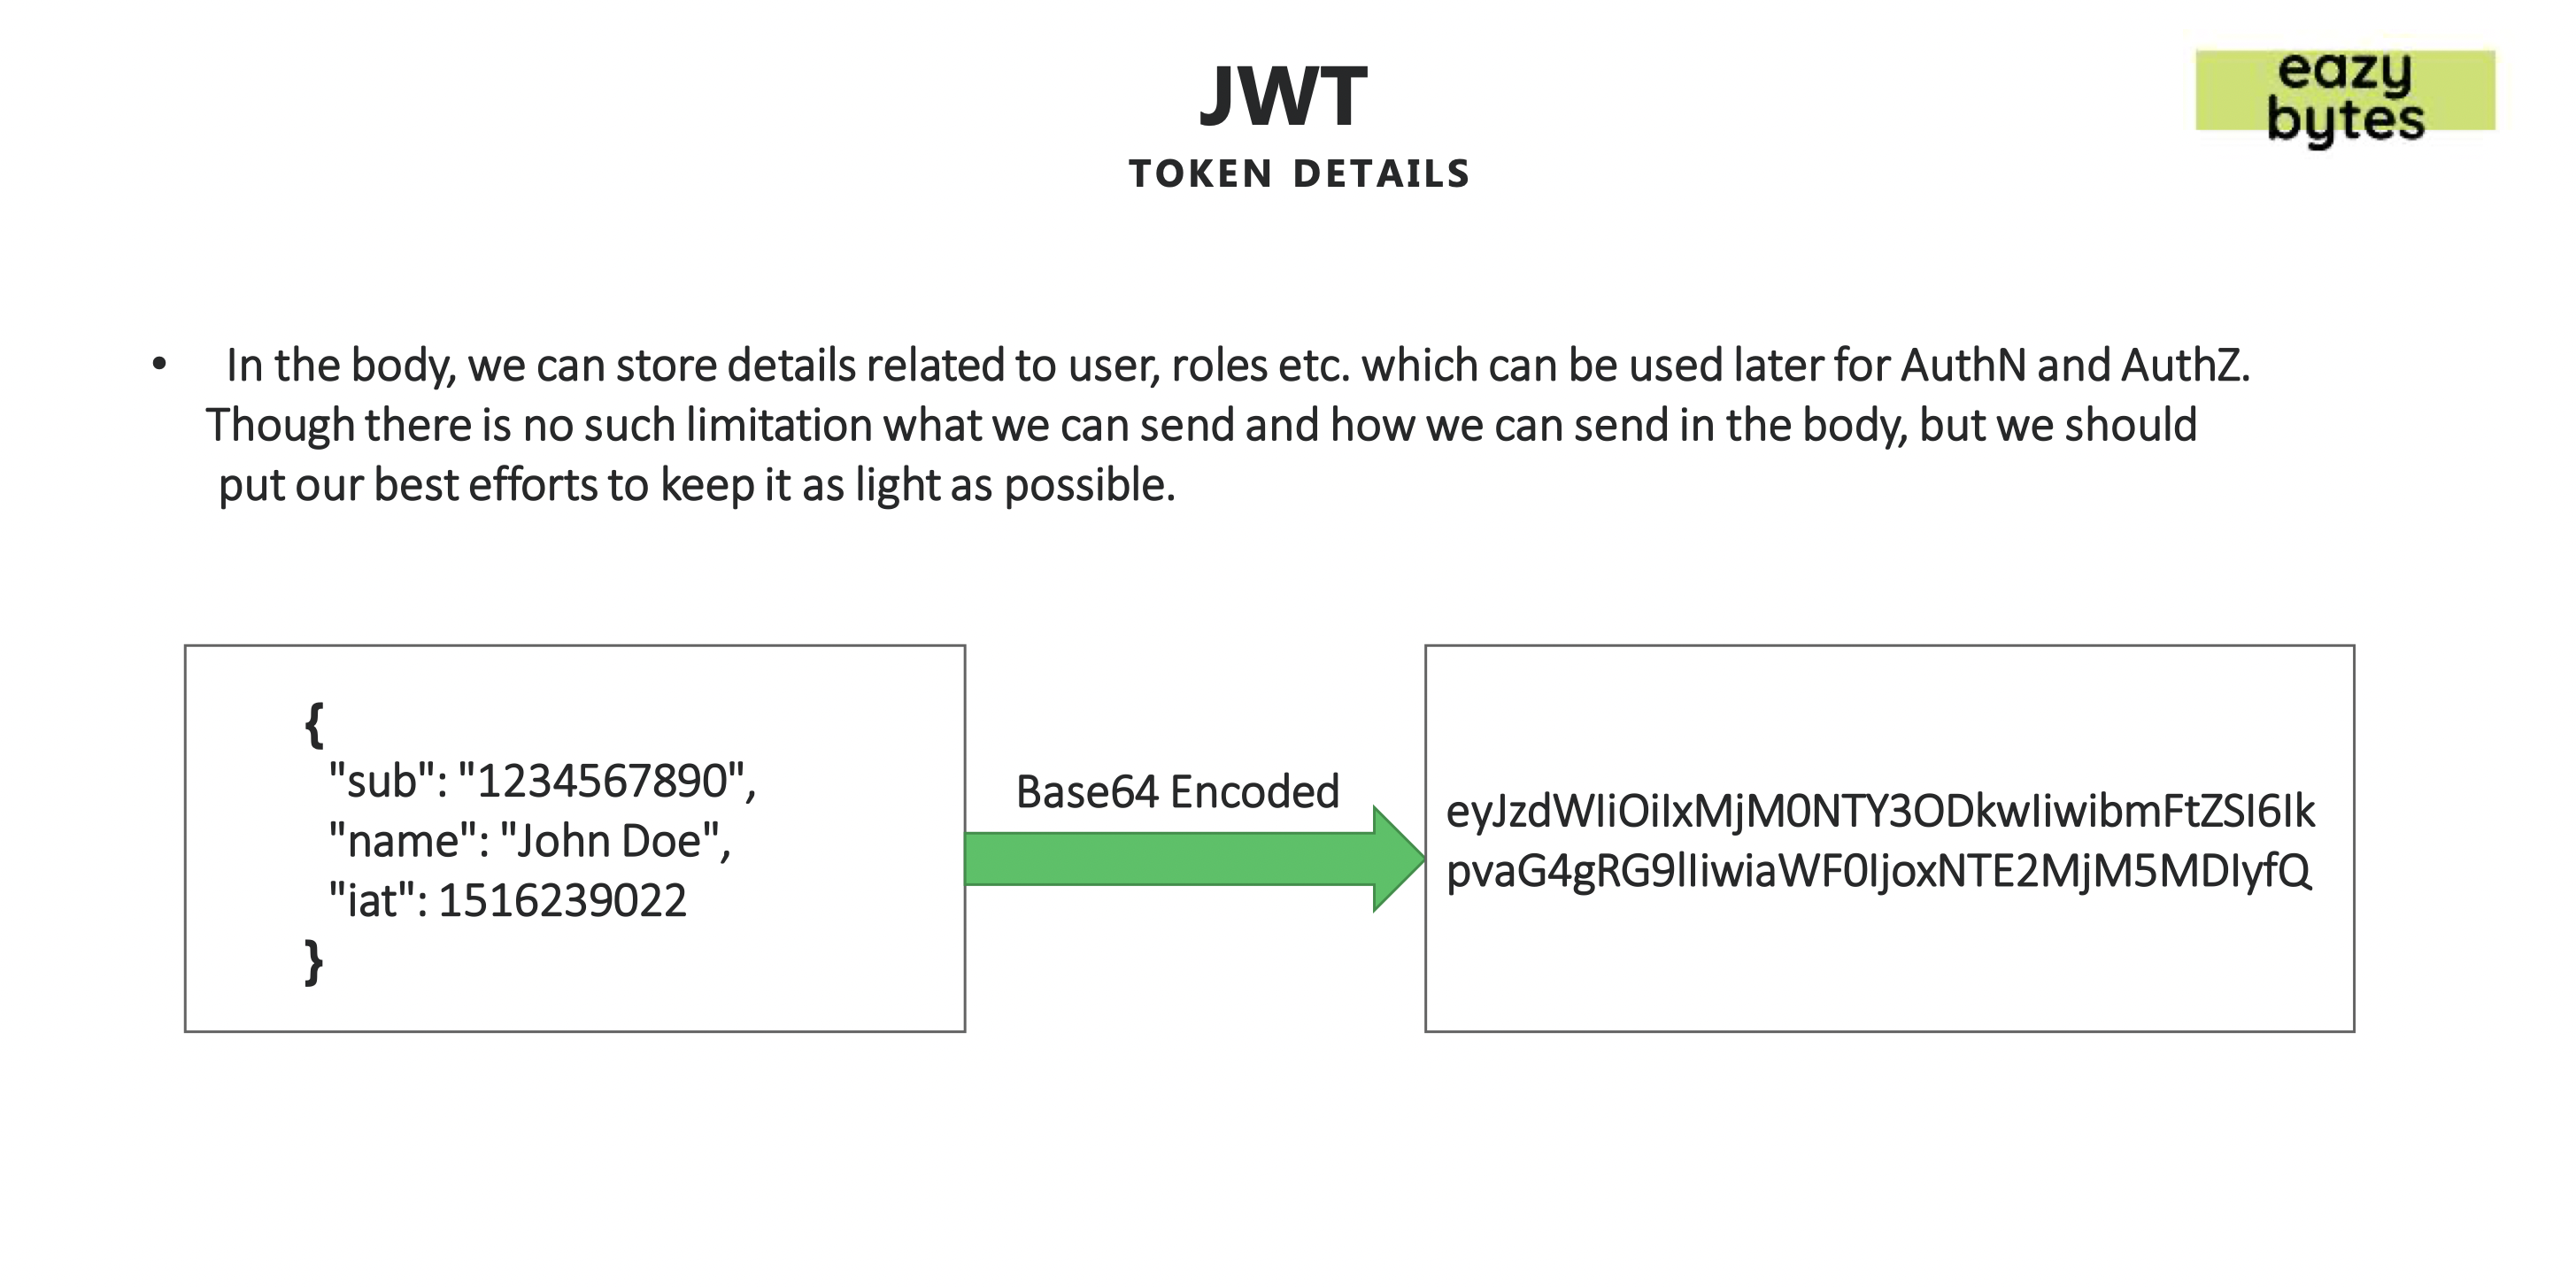 JWT
eazy
bytes
TOKEN DETAILS
• In the body, we can store details related to user, roles etc. which can be used later for AuthN and AuthZ.
Though there is no such limitation what we can send and how we can send in the body, but we should
put our best efforts to keep it as light as possible.
{
"sub": "1234567890",
"name": "John Doe",
"iat": 1516239022
}
Base64 Encoded
eyJzdWIiOiIxMjM0NTY3ODkwIiwibmFtZSI6Ik
pvaG4gRG9lIiwiaWF0IjoxNTE2MjM5MDIyfQ